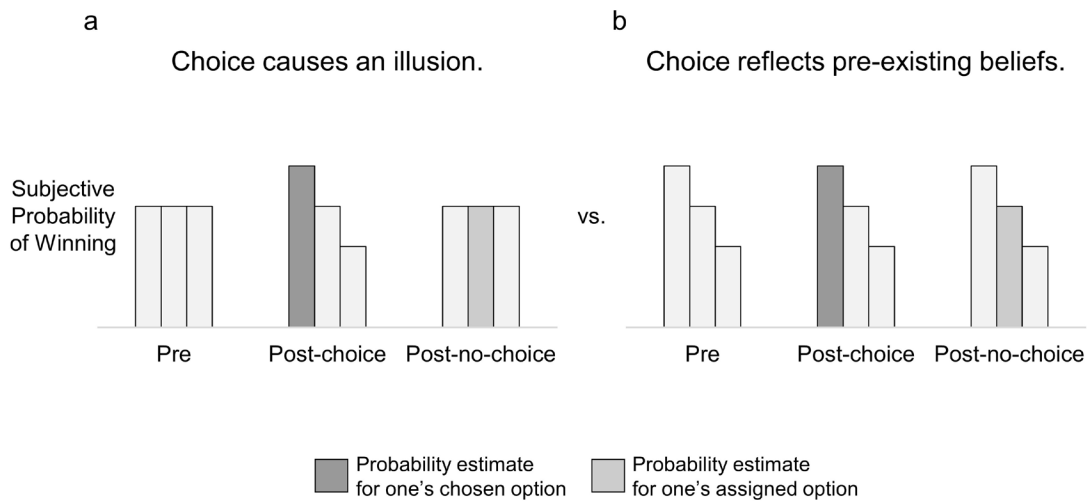 a
Choice causes an illusion.
b
Choice reflects pre-existing beliefs.
Subjective
Probability
of Winning
vs.
Pre
Post-choice
Post-no-choice
Pre
Post-choice
Post-no-choice
Probability estimate
for one's chosen option
Probability estimate
for one's assigned option